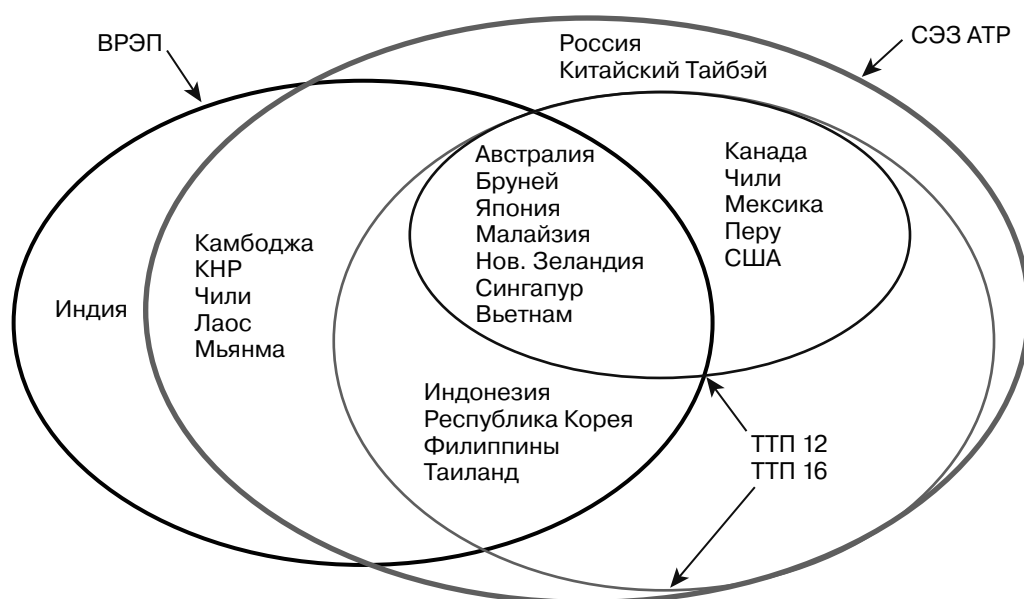 ВРЭП
СЭЗ АТР
Россия
Китайский Тайбэй
Австралия
Бруней
Япония
Малайзия
Нов. Зеландия
Сингапур
Вьетнам
Канада
Чили
Мексика
Перу
США
Камбоджа
КНР
Чили
Лаос
Мьянма
Индия
Индонезия
Республика Корея
Филиппины
Таиланд
ТТП 12
ТТП 16